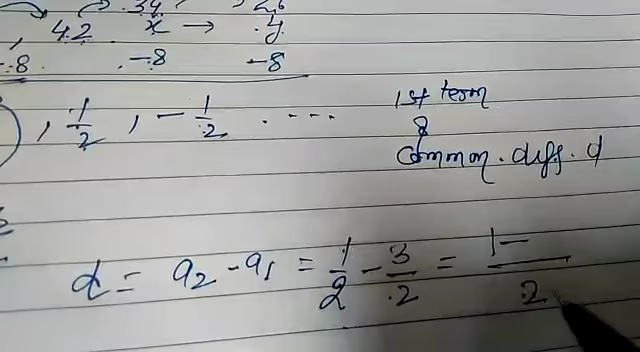 .34
42 x → y
-8 -8 -8
, 1/2 , - 1/2 ....
1st term
&
common. diff. d
d = a2 - a1 = 1/2 - 3/2 = 1- / 2